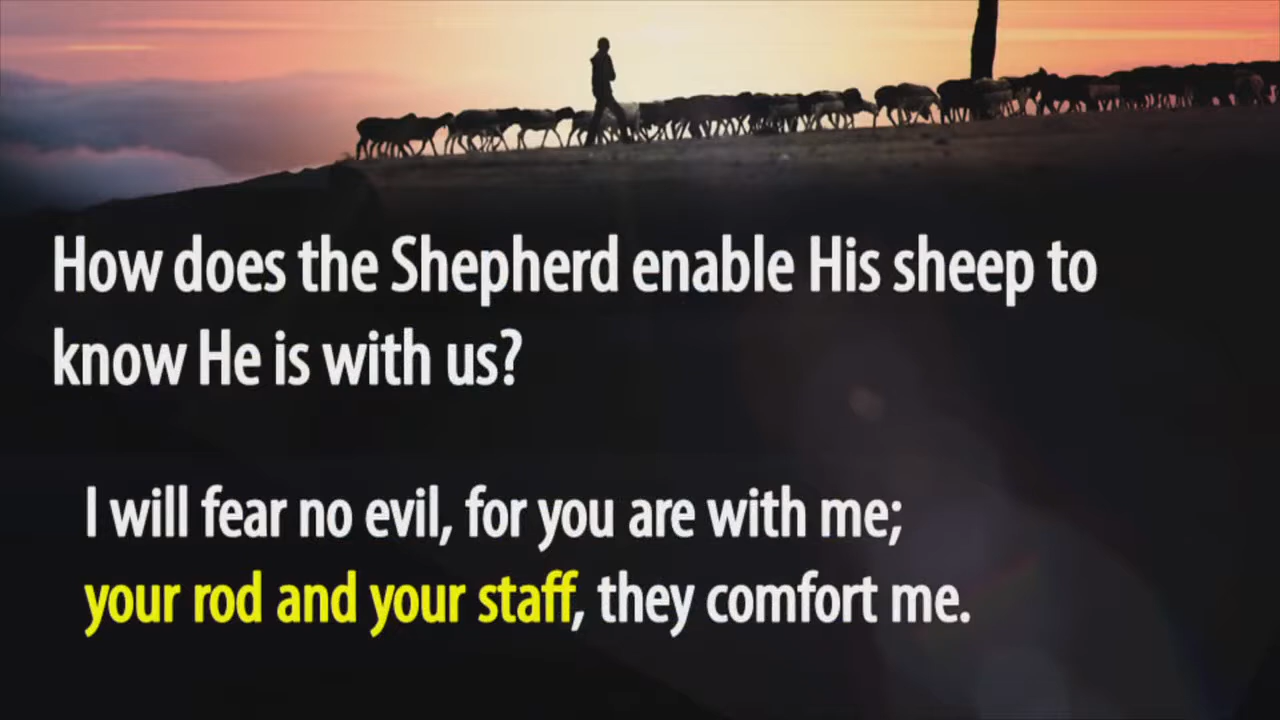 How does the Shepherd enable His sheep to
know He is with us?
I will fear no evil, for you are with me;
your rod and your staff, they comfort me.